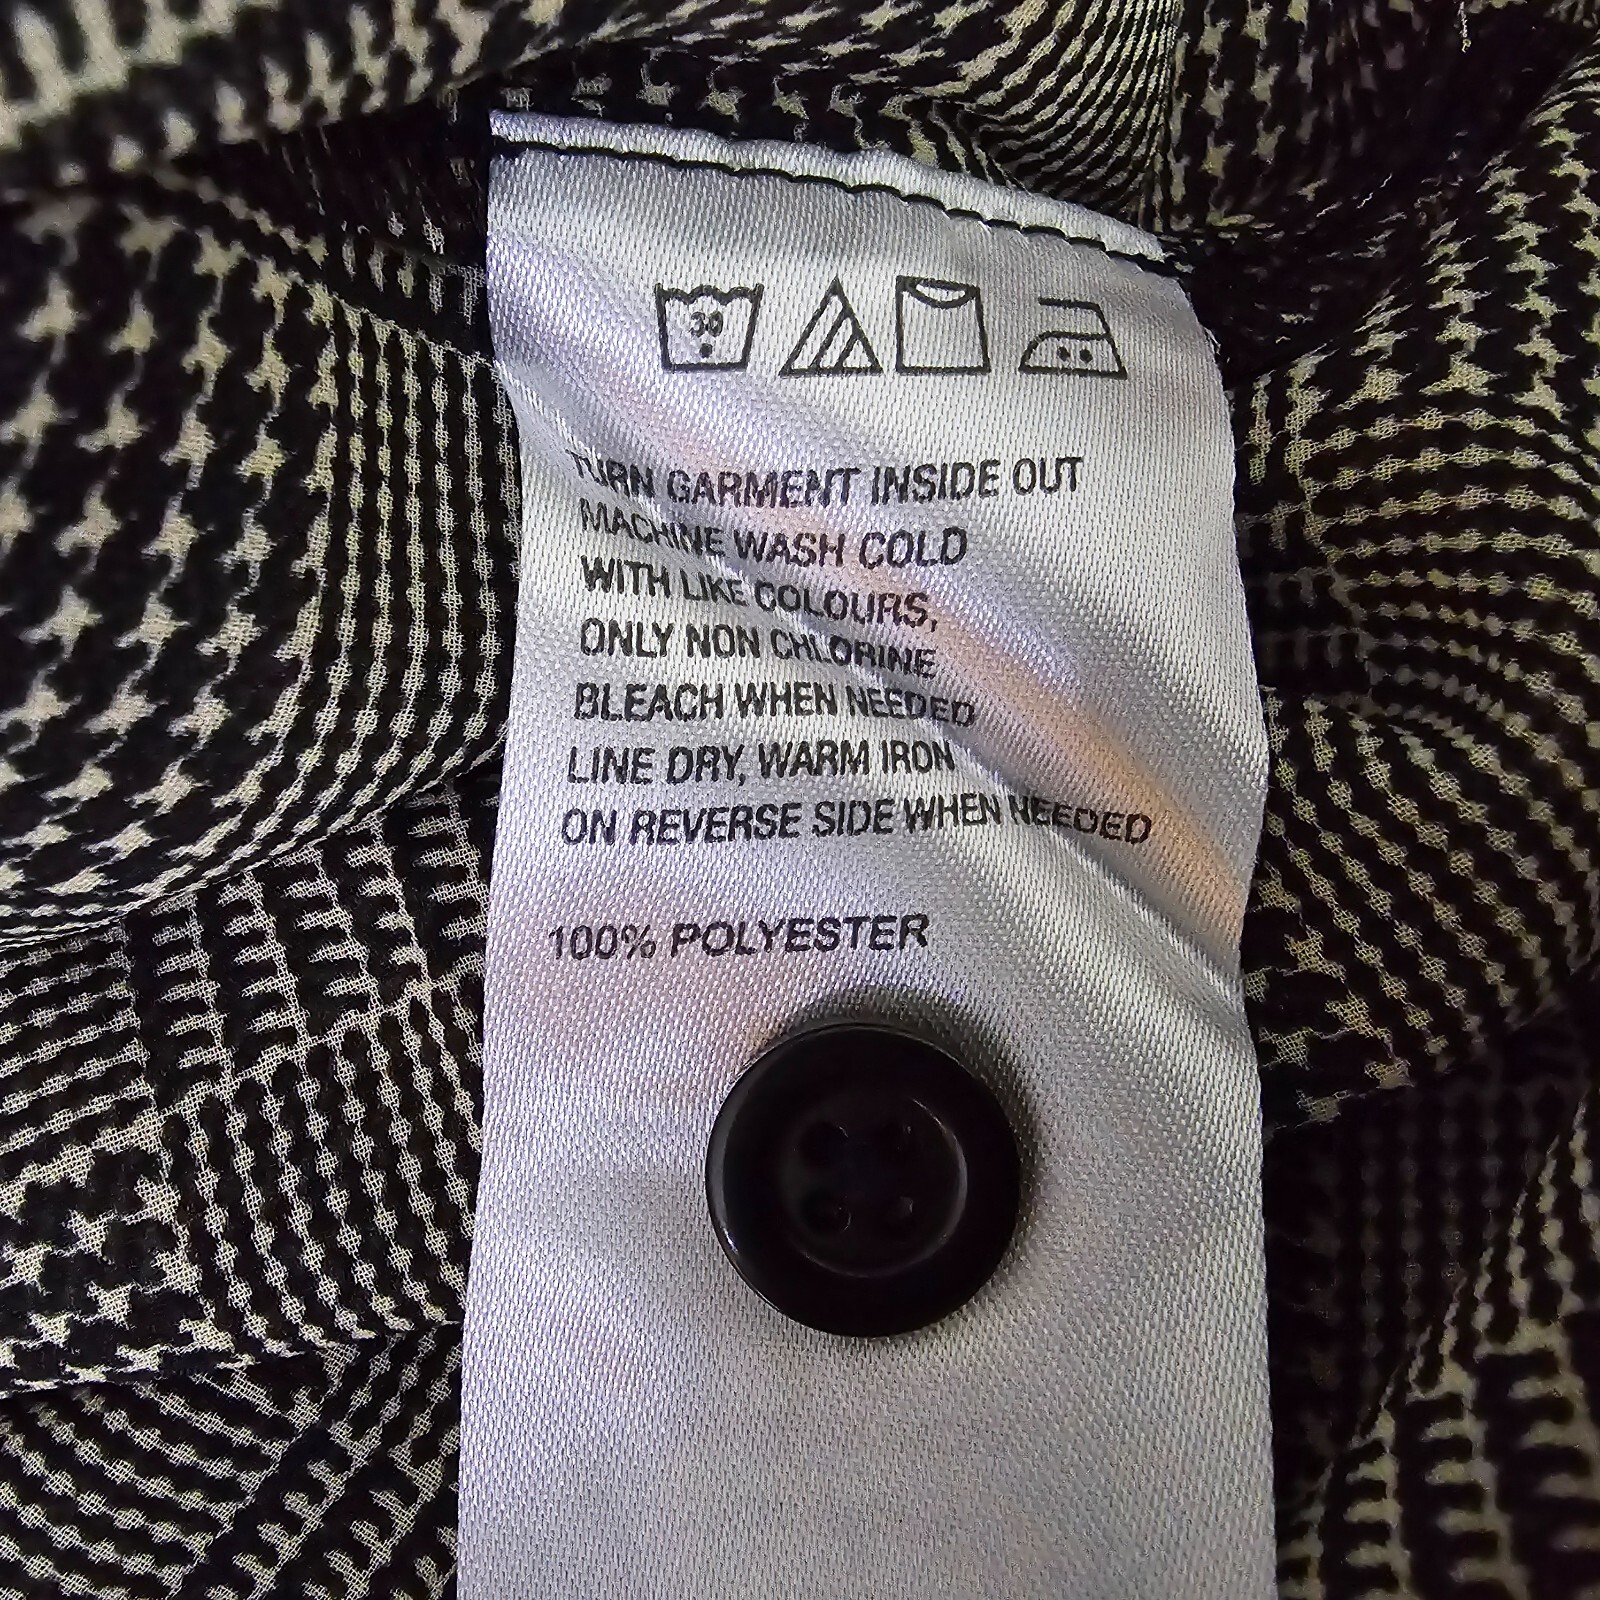 30
TURN GARMENT INSIDE OUT
MACHINE WASH COLD
WITH LIKE COLOURS,
ONLY NON CHLORINE
BLEACH WHEN NEEDED
LINE DRY, WARM IRON
ON REVERSE SIDE WHEN NEEDED
100% POLYESTER